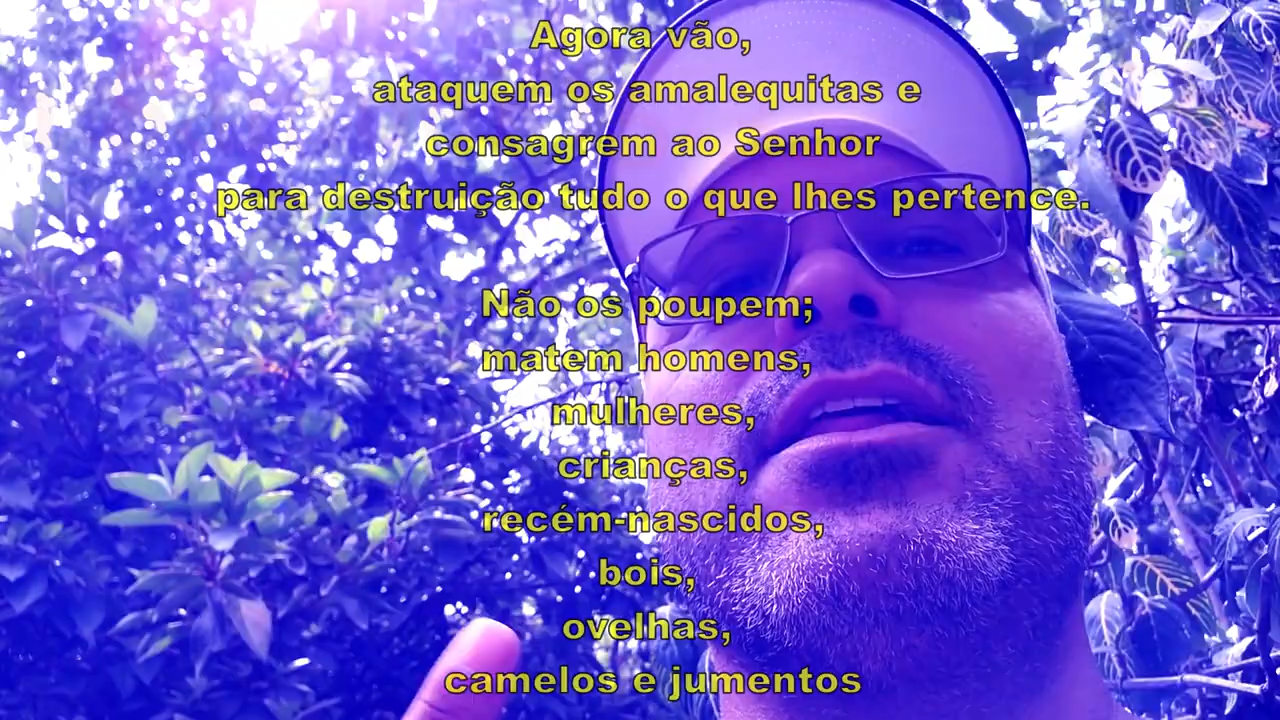 Agora vão,
ataquem os amalequitas e
consagrem ao Senhor
para destruição tudo o que lhes pertence.
Não os poupem;
matem homens,
mulheres,
crianças,
recém-nascidos,
bois,
ovelhas,
camelos e jumentos